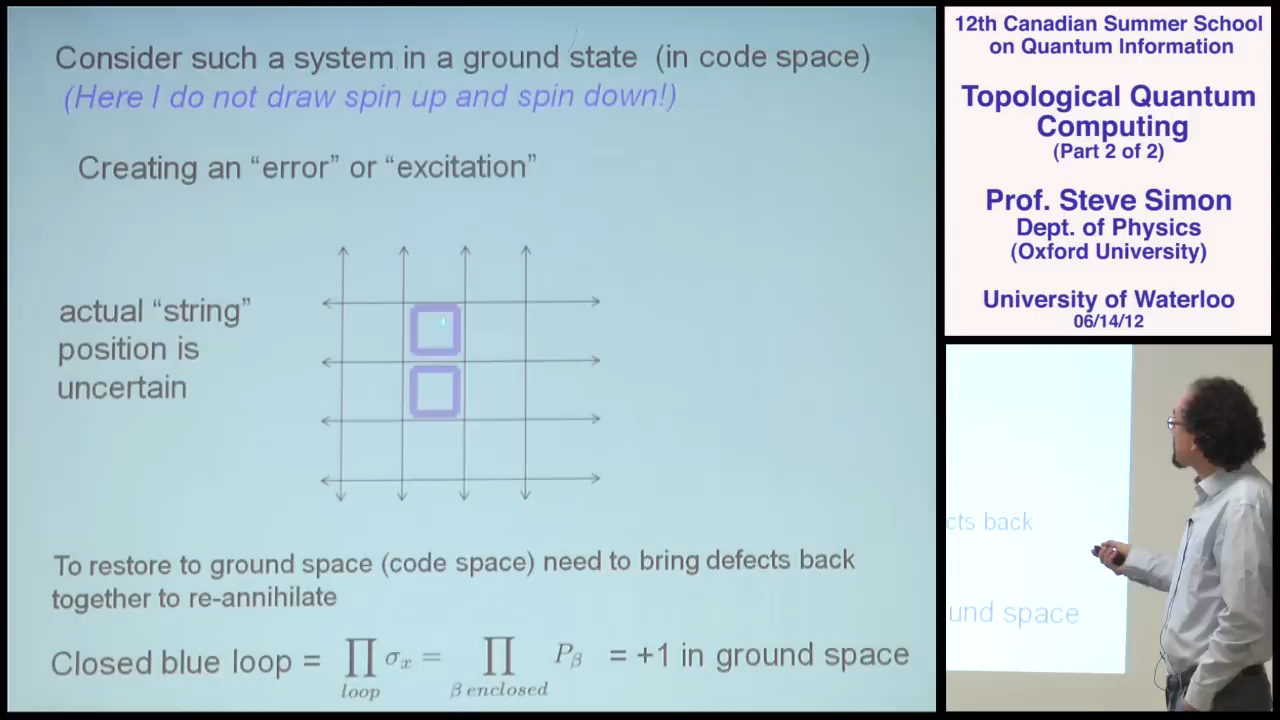 Consider such a system in a ground state (in code space)
(Here I do not draw spin up and spin down!)
Creating an “error” or “excitation”
actual “string”
position is
uncertain
To restore to ground space (code space) need to bring defects back
together to re-annihilate
Closed blue loop = ∏ σₓ = ∏ P_β = +1 in ground space
loop β enclosed
12th Canadian Summer School
on Quantum Information
Topological Quantum
Computing
(Part 2 of 2)
Prof. Steve Simon
Dept. of Physics
(Oxford University)
University of Waterloo
06/14/12
cts back
und space